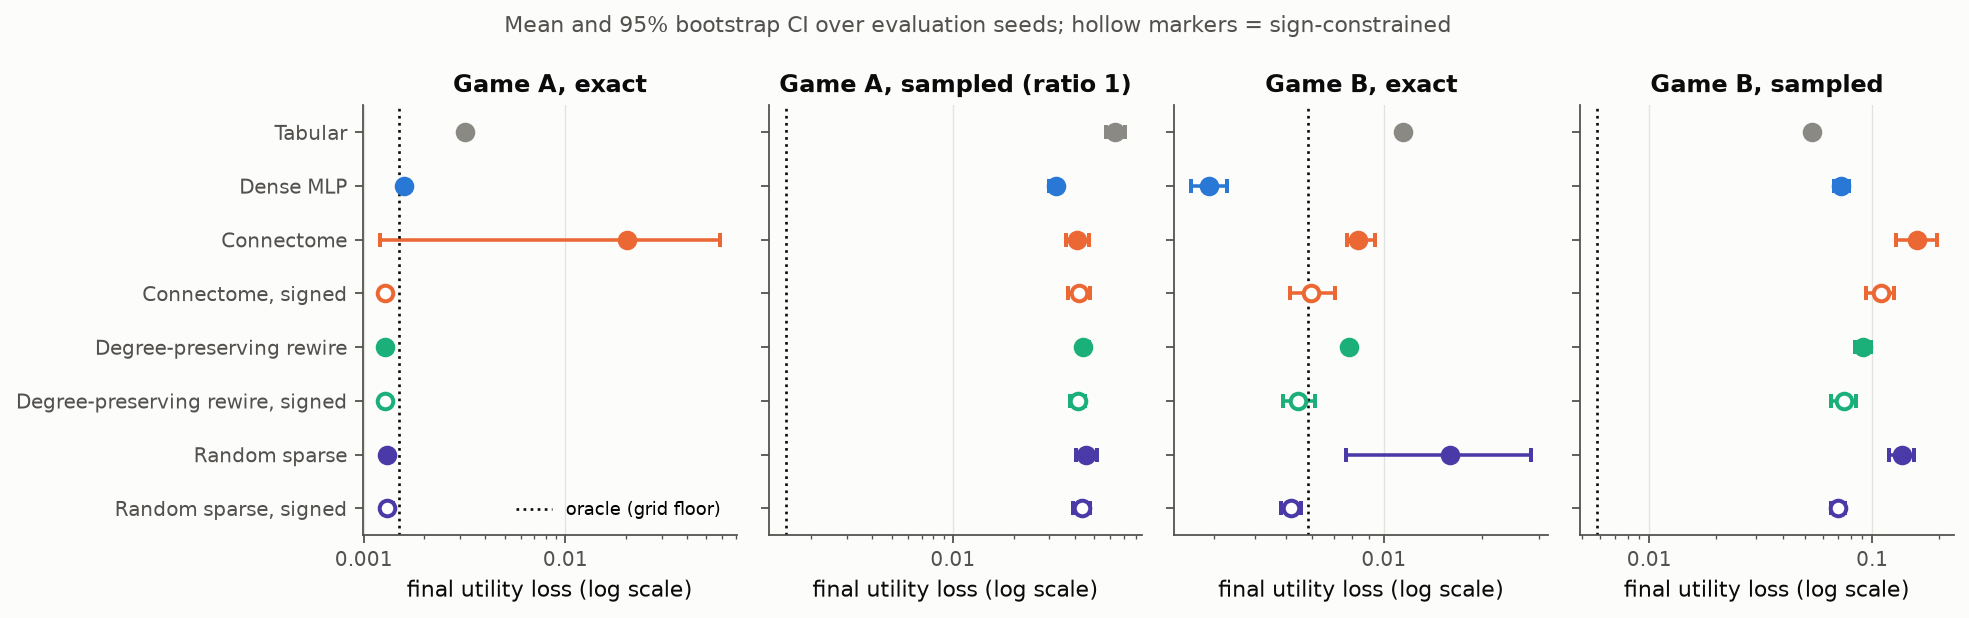 Mean and 95% bootstrap CI over evaluation seeds; hollow markers = sign-constrained
Game A, exact
Game A, sampled (ratio 1)
Game B, exact
Game B, sampled
Tabular
Dense MLP
Connectome
Connectome, signed
Degree-preserving rewire
Degree-preserving rewire, signed
Random sparse
Random sparse, signed
oracle (grid floor)
0.001
0.01
0.01
0.01
0.01
0.1
final utility loss (log scale)
final utility loss (log scale)
final utility loss (log scale)
final utility loss (log scale)